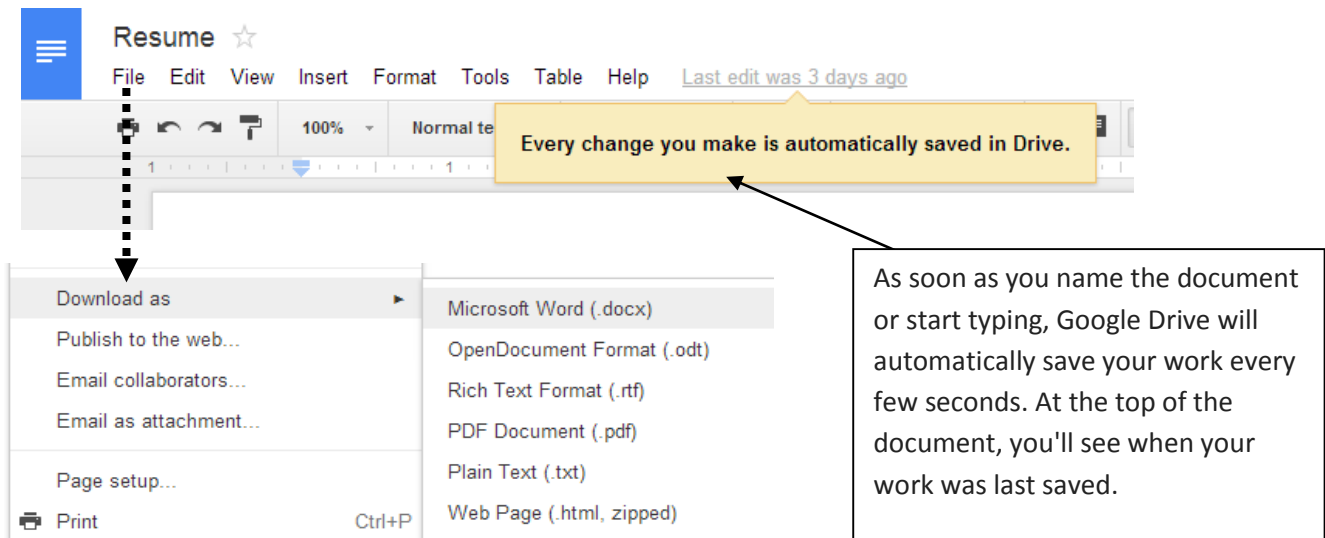 Resume
File Edit View Insert Format Tools Table Help Last edit was 3 days ago
100% Normal te
Every change you make is automatically saved in Drive.
1 1
Download as
Publish to the web...
Email collaborators...
Email as attachment...
Page setup...
Print Ctrl+P
Microsoft Word (.docx)
OpenDocument Format (.odt)
Rich Text Format (.rtf)
PDF Document (.pdf)
Plain Text (.txt)
Web Page (.html, zipped)
As soon as you name the document
or start typing, Google Drive will
automatically save your work every
few seconds. At the top of the
document, you'll see when your
work was last saved.